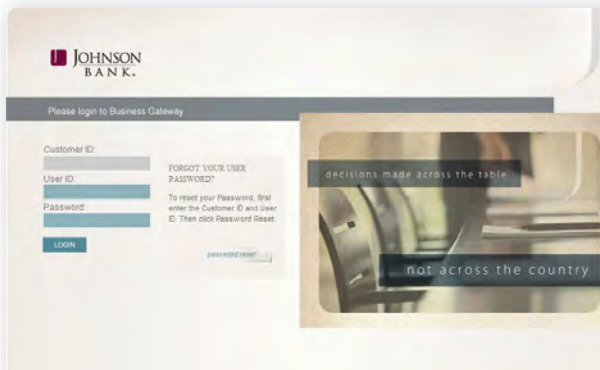 JOHNSON
BANK.
Please login to Business Gateway
Customer ID:
User ID:
Password:
LOGIN
FORGOT YOUR USER
PASSWORD?
To reset your Password, first
enter the Customer ID and User
ID. Then click Password Reset.
password reset
decisions made across the table
not across the country